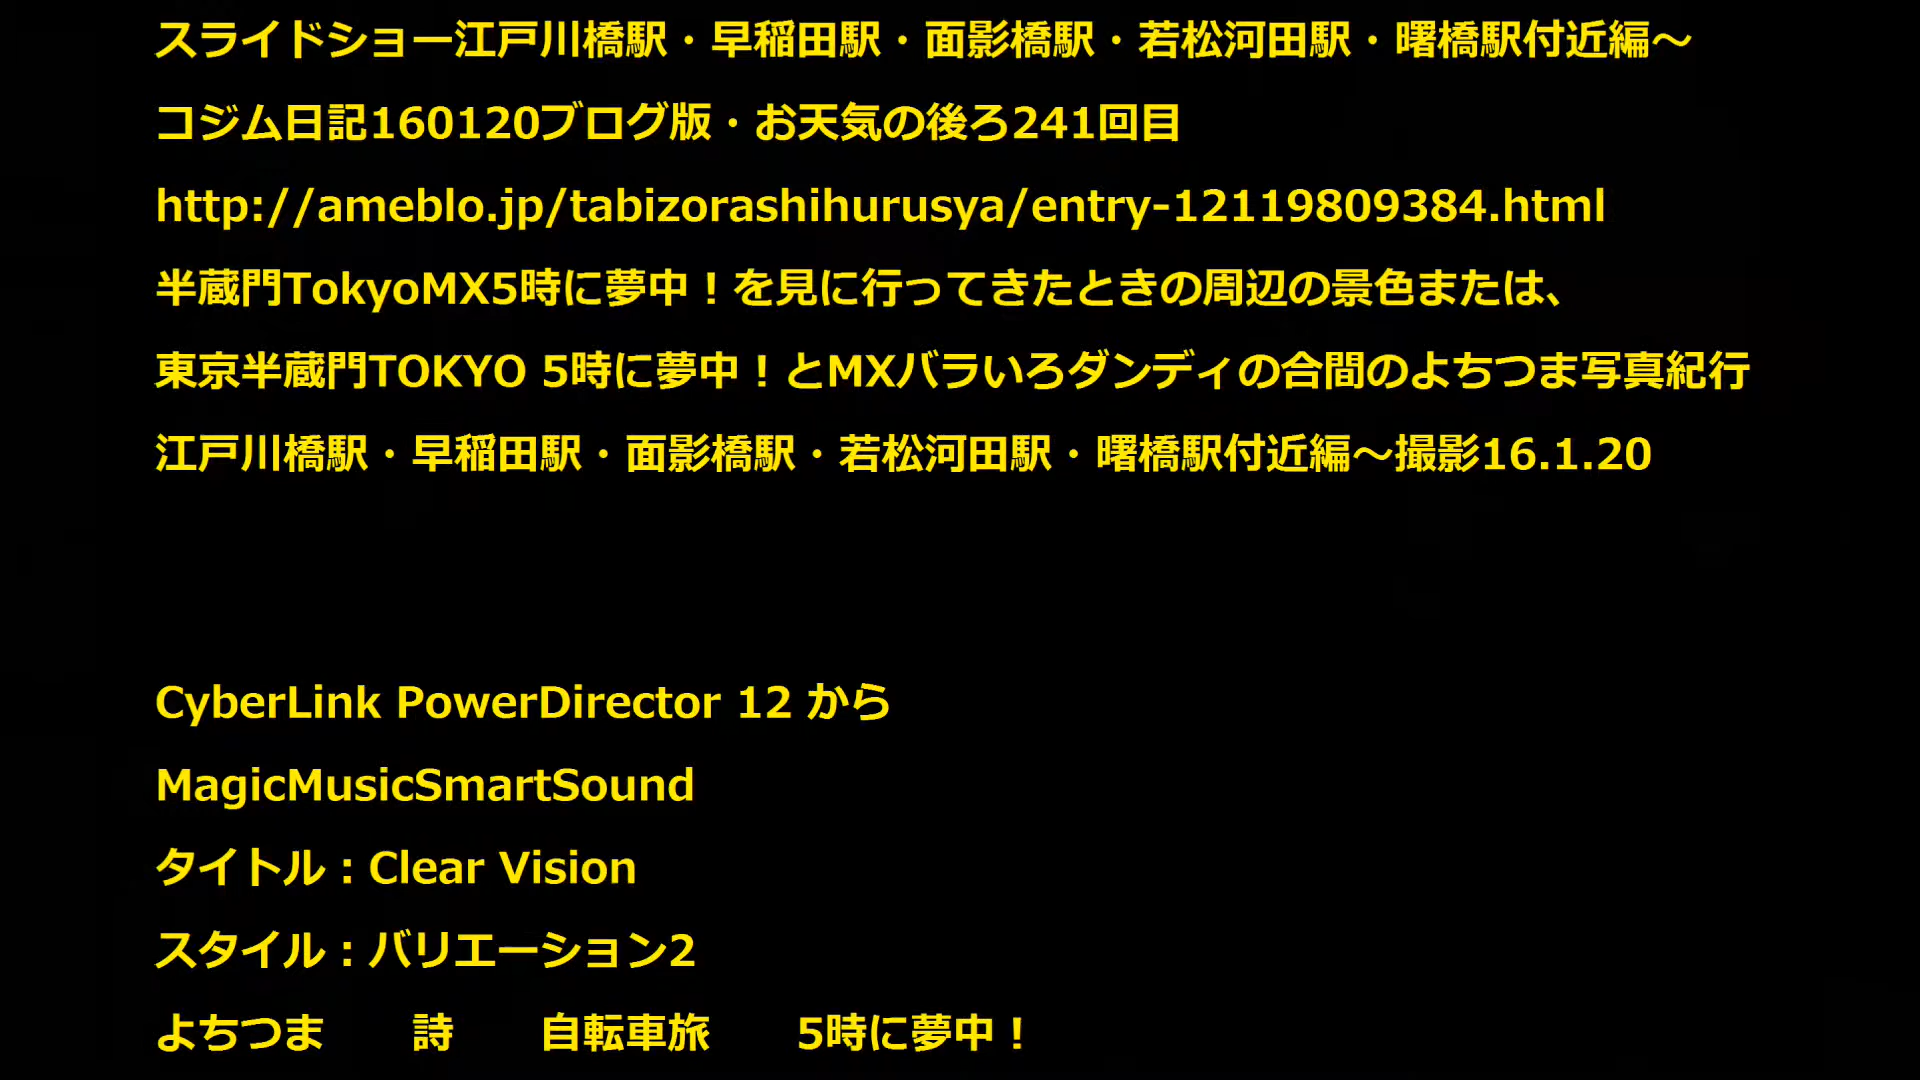 スライドショー江戸川橋駅・早稲田駅・面影橋駅・若松河田駅・曙橋駅付近編～
コジム日記160120ブログ版・お天気の後ろ241回目
http://ameblo.jp/tabizorashihurusya/entry-12119809384.html
半蔵門TokyoMX5時に夢中！を見に行ってきたときの周辺の景色または、
東京半蔵門TOKYO 5時に夢中！とMXバラいろダンディの合間のよちつま写真紀行
江戸川橋駅・早稲田駅・面影橋駅・若松河田駅・曙橋駅付近編～撮影16.1.20
CyberLink PowerDirector 12 から
MagicMusicSmartSound
タイトル：Clear Vision
スタイル：バリエーション2
よちつま　　詩　　自転車旅　　5時に夢中！